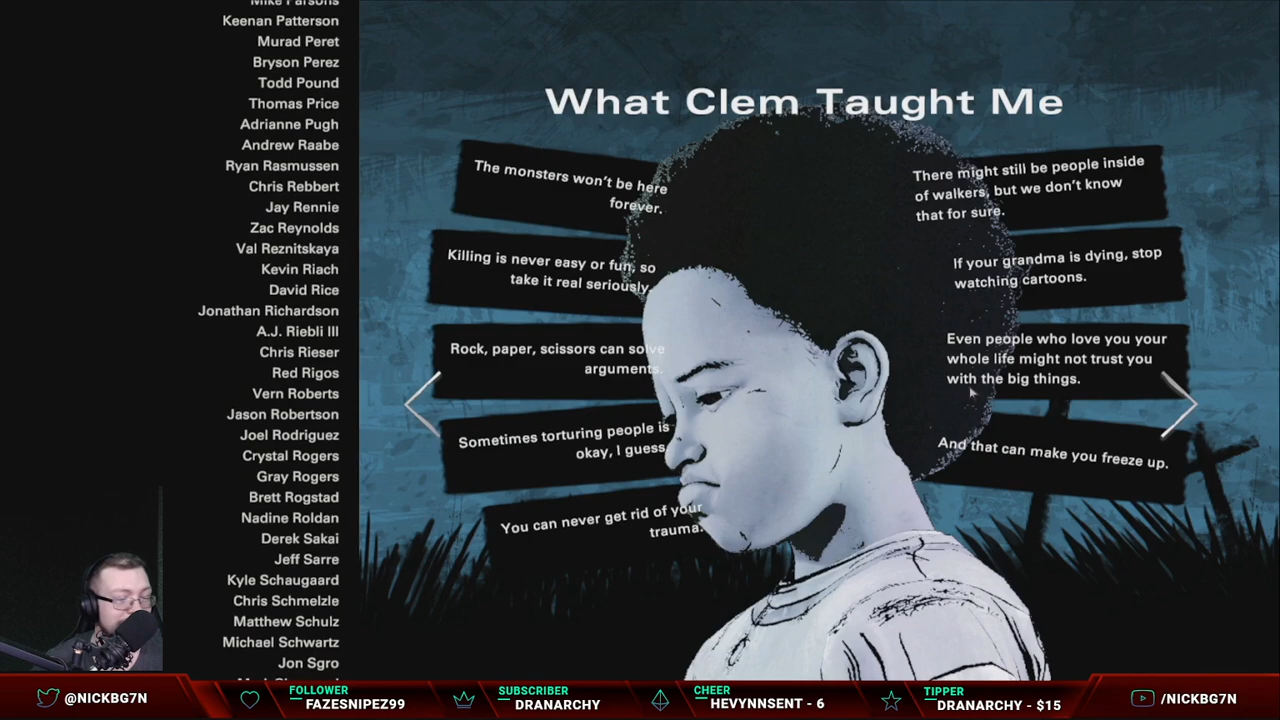 Mike Parsons
Keenan Patterson
Murad Peret
Bryson Perez
Todd Pound
Thomas Price
Adrianne Pugh
Andrew Raabe
Ryan Rasmussen
Chris Rebbert
Jay Rennie
Zac Reynolds
Val Reznitskaya
Kevin Riach
David Rice
Jonathan Richardson
A.J. Riebli III
Chris Rieser
Red Rigos
Vern Roberts
Jason Robertson
Joel Rodriguez
Crystal Rogers
Gray Rogers
Brett Rogstad
Nadine Roldan
Derek Sakai
Jeff Sarre
Kyle Schaugaard
Chris Schmelzle
Matthew Schulz
Michael Schwartz
Jon Sgro
What Clem Taught Me
The monsters won't be here
forever.
Killing is never easy or fun, so
take it real seriously.
Rock, paper, scissors can solve
arguments.
Sometimes torturing people is
okay, I guess.
You can never get rid of your
trauma.
There might still be people inside
of walkers, but we don't know
that for sure.
If your grandma is dying, stop
watching cartoons.
Even people who love you your
whole life might not trust you
with the big things.
And that can make you freeze up.
@NICKBG7N
FOLLOWER
FAZESNIPEZ99
SUBSCRIBER
DRANARCHY
CHEER
HEVYNNSENT - 6
TIPPER
DRANARCHY - $15
/NICKBG7N